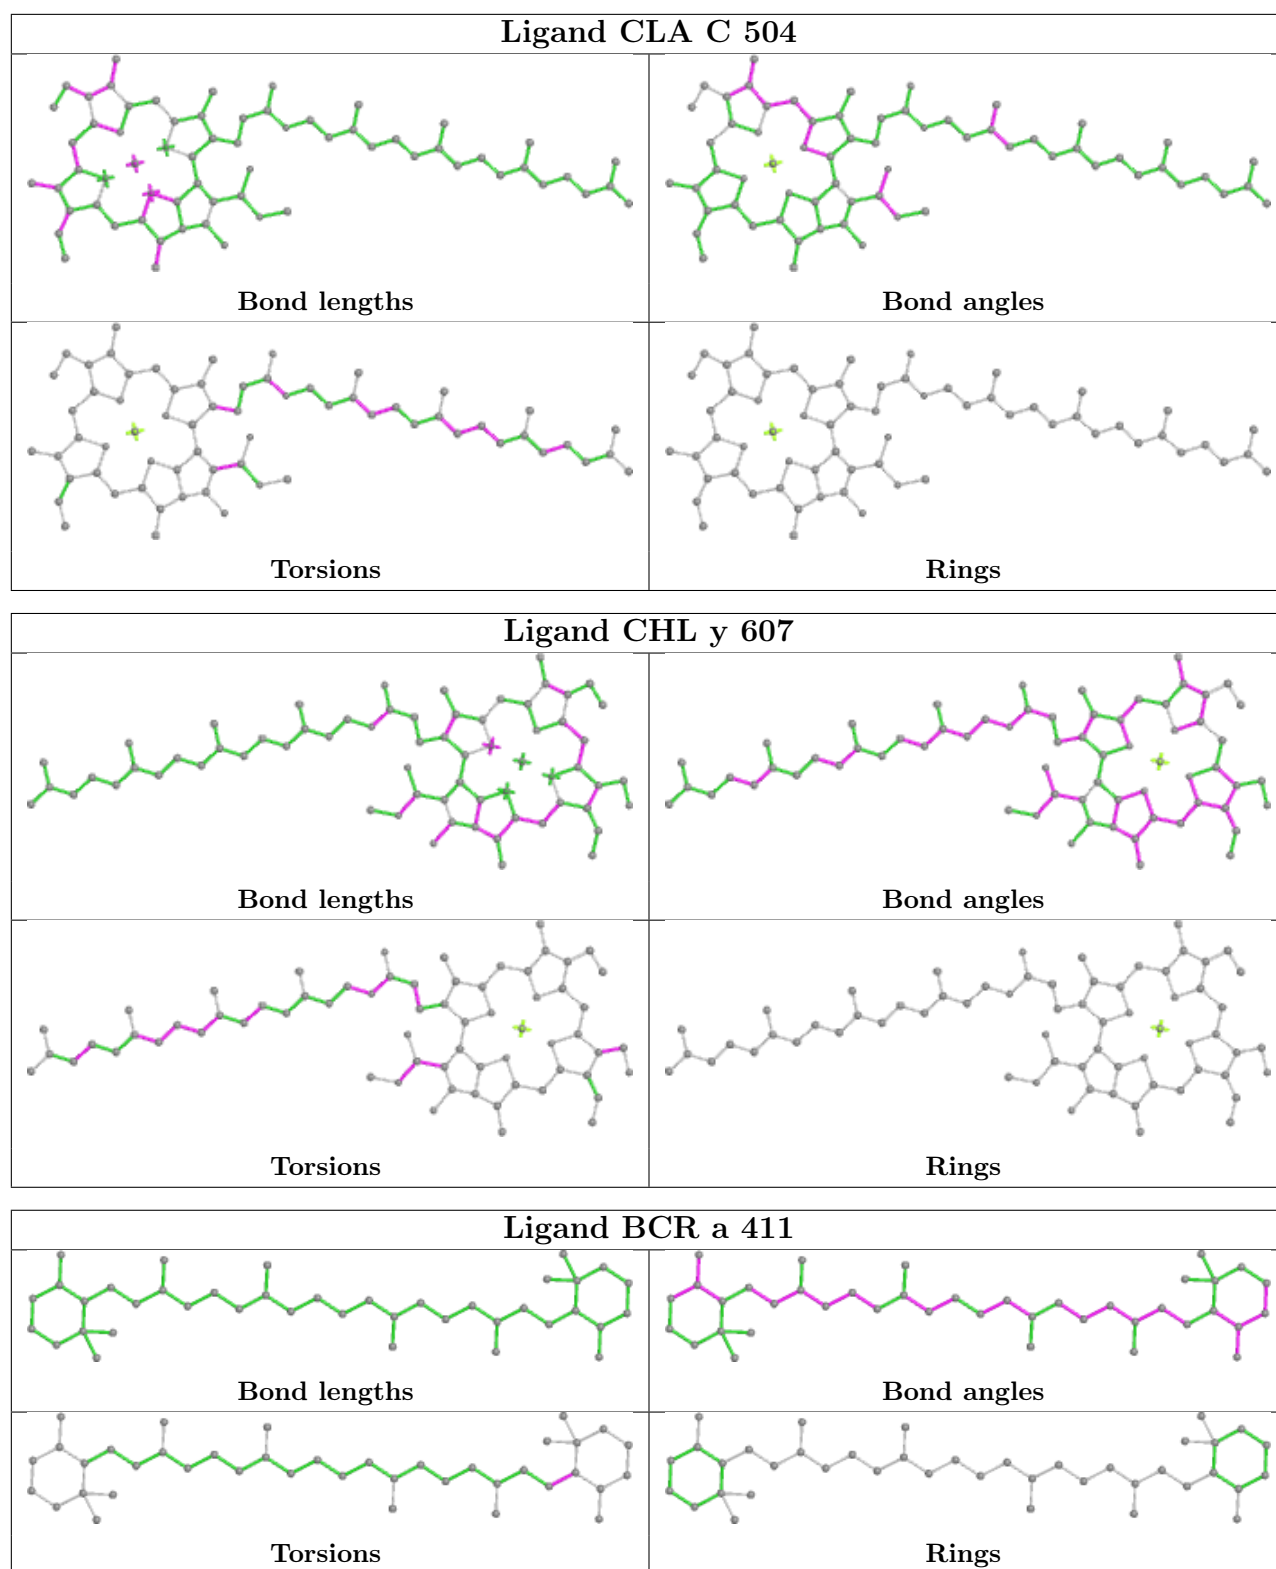 Ligand CLA C 504
Bond lengths
Bond angles
Torsions
Rings
Ligand CHL y 607
Bond lengths
Bond angles
Torsions
Rings
Ligand BCR a 411
Bond lengths
Bond angles
Torsions
Rings